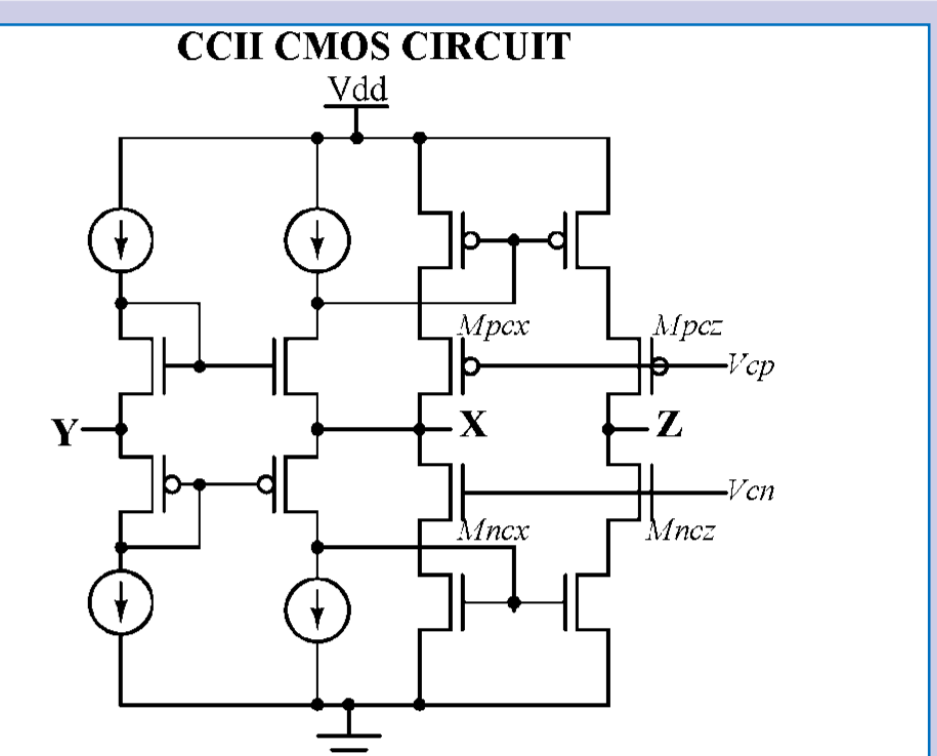 CCII CMOS CIRCUIT
Vdd
Mpcx
Mpcz
Vcp
Y
X
Z
Vcn
Mncx
Mncz